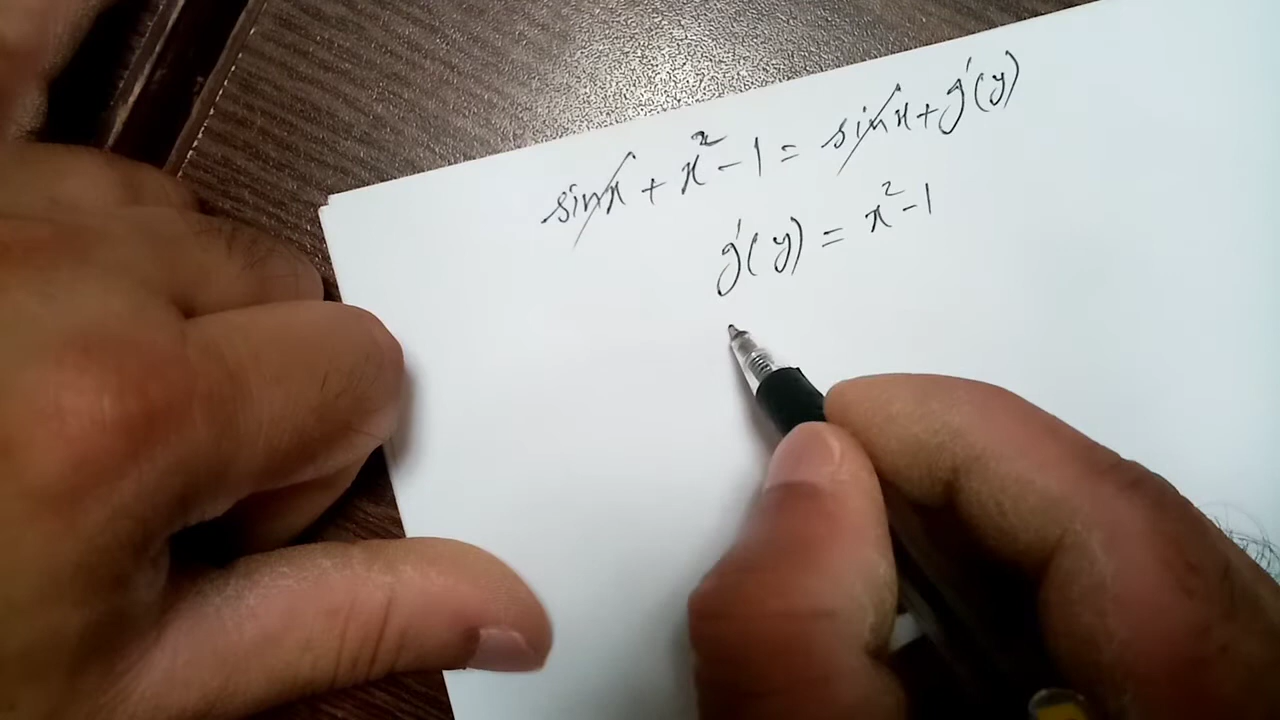 sinx + x² - 1 = sinx + g'(y)
g'(y) = x² - 1